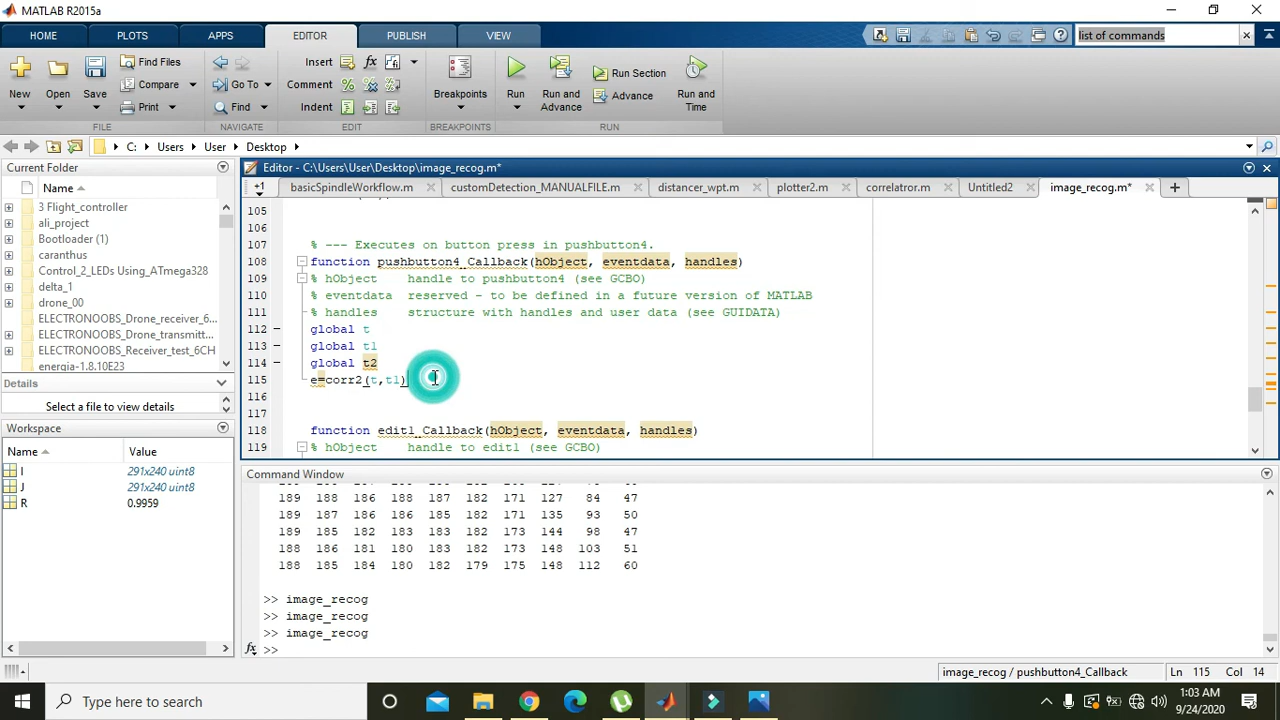 MATLAB R2015a
HOME PLOTS APPS EDITOR PUBLISH VIEW
list of commands
New Open Save
Find Files
Compare
Print
Go To
Find
Insert
Comment
Indent
Breakpoints
Run
Run and Advance
Run Section
Advance
Run and Time
FILE NAVIGATE EDIT BREAKPOINTS RUN
C: Users User Desktop
Current Folder
Name
3 Flight_controller
ali_project
Bootloader (1)
caranthus
Control_2_LEDs Using_ATmega328
delta_1
drone_00
ELECTRONOOBS_Drone_receiver_6...
ELECTRONOOBS_Drone_transmitt...
ELECTRONOOBS_Receiver_test_6CH
energia-1.8.10E23
Details
Select a file to view details
Workspace
Name Value
I 291x240 uint8
J 291x240 uint8
R 0.9959
Editor - C:\Users\User\Desktop\image_recog.m*
+1 basicSpindleWorkflow.m customDetection_MANUALFILE.m distancer_wpt.m plotter2.m correlatror.m Untitled2 image_recog.m*
105
106
107 % --- Executes on button press in pushbutton4.
108 function pushbutton4_Callback(hObject, eventdata, handles)
109 % hObject    handle to pushbutton4 (see GCBO)
110 % eventdata  reserved - to be defined in a future version of MATLAB
111 % handles    structure with handles and user data (see GUIDATA)
112 global t
113 global t1
114 global t2
115 e=corr2(t,t1)
116
117
118 function edit1_Callback(hObject, eventdata, handles)
119 % hObject    handle to edit1 (see GCBO)
Command Window
189 188 186 188 187 182 171 127 84 47
189 187 186 186 185 182 171 135 93 50
189 185 182 183 183 182 173 144 98 47
188 186 181 180 183 182 173 148 103 51
188 185 184 180 182 179 175 148 112 60
>> image_recog
>> image_recog
>> image_recog
fx >>
image_recog / pushbutton4_Callback Ln 115 Col 14
Type here to search
1:03 AM
9/24/2020